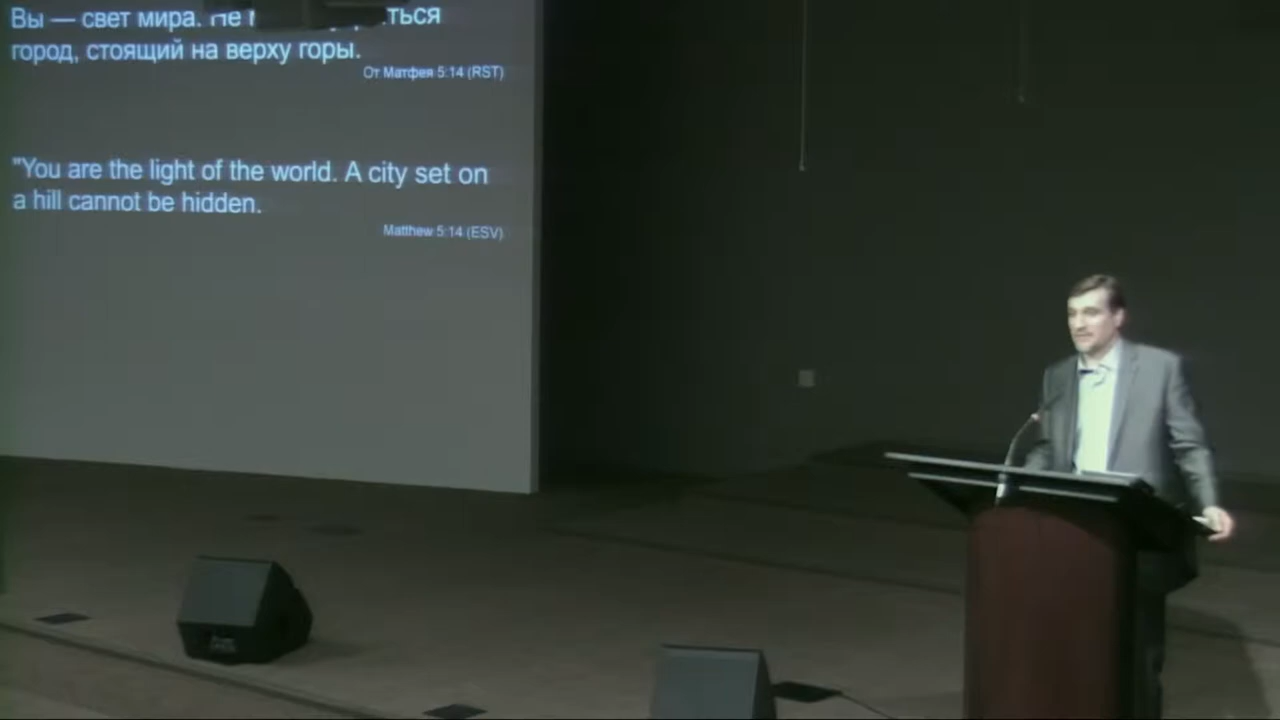 Вы — свет мира. Не
город, стоящий на верху горы.
От Матфея 5:14 (RST)
"You are the light of the world. A city set on
a hill cannot be hidden.
Matthew 5:14 (ESV)